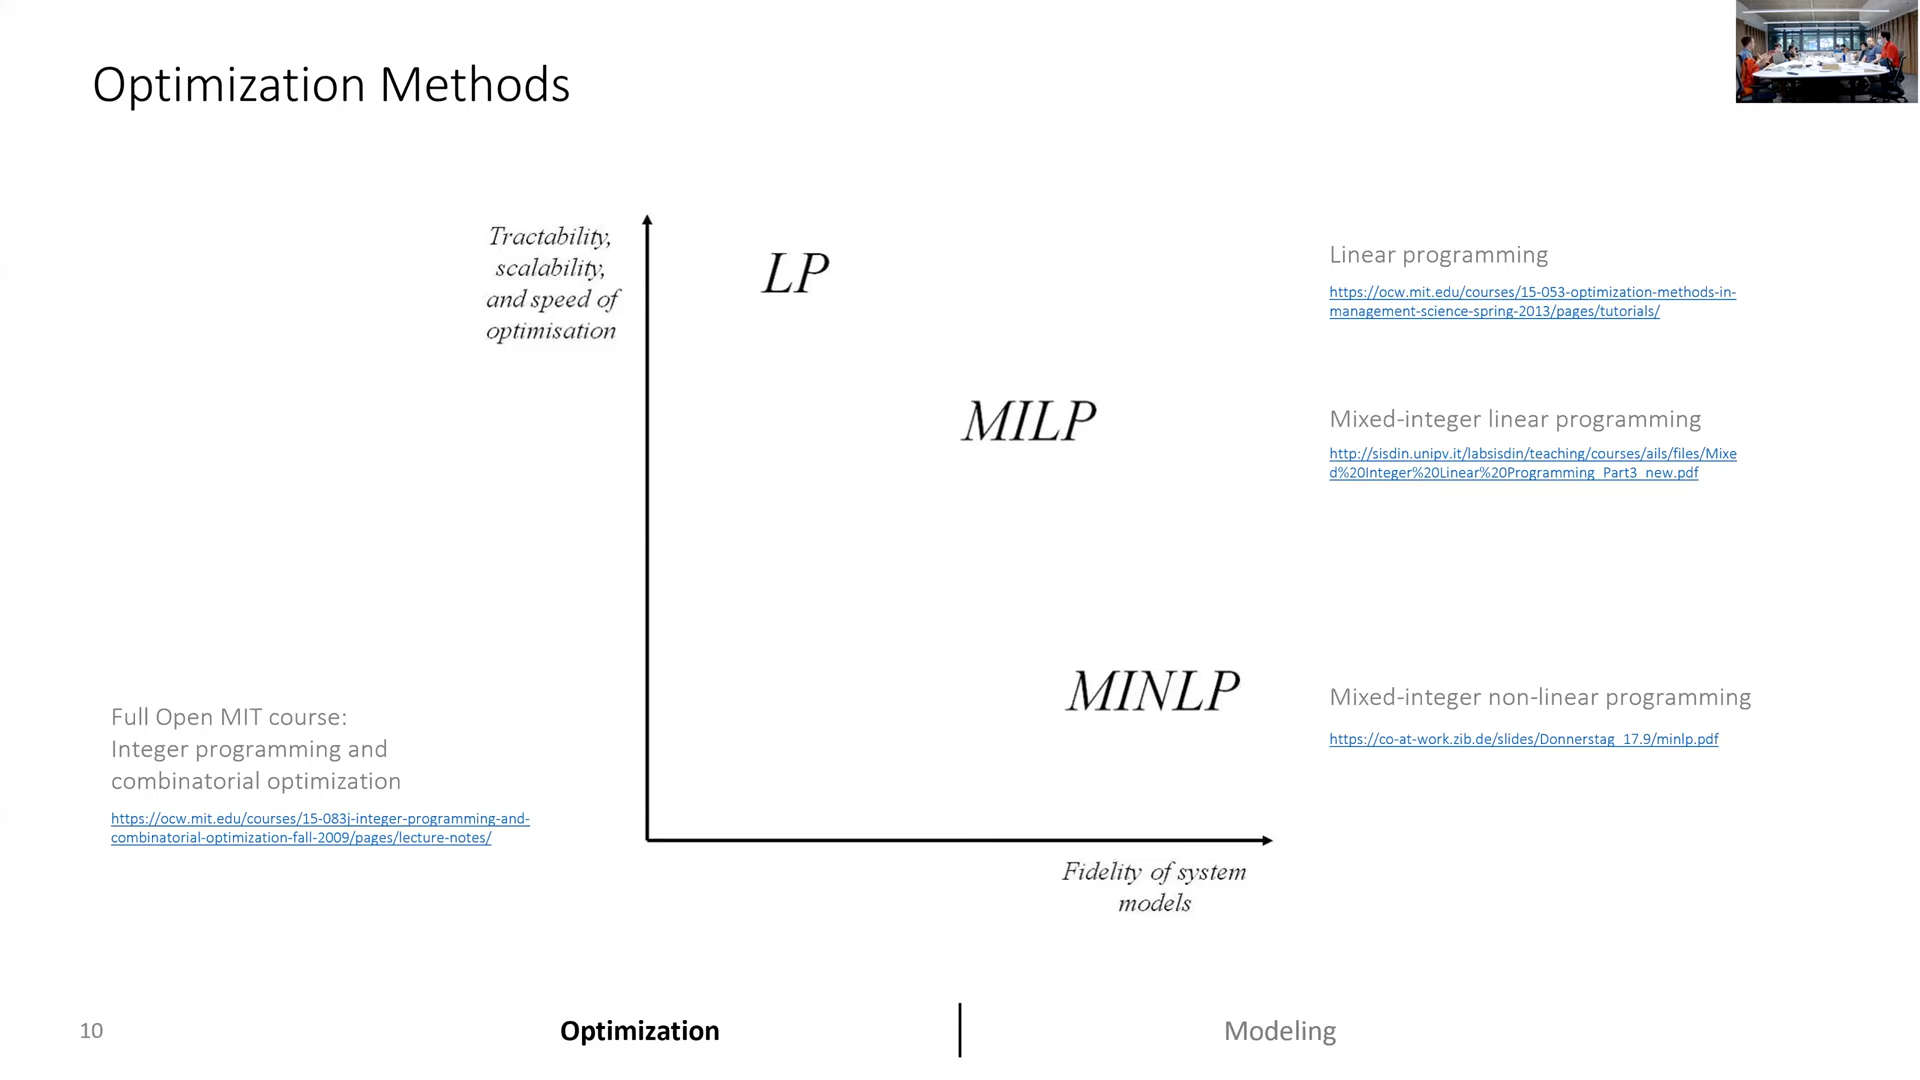 Optimization Methods
Tractability,
scalability,
and speed of
optimisation
LP
MILP
MINLP
Fidelity of system
models
Linear programming
https://ocw.mit.edu/courses/15-053-optimization-methods-in-
management-science-spring-2013/pages/tutorials/
Mixed-integer linear programming
http://sisdin.unipv.it/labsisdin/teaching/courses/ails/files/Mixe
d%20Integer%20Linear%20Programming_Part3_new.pdf
Mixed-integer non-linear programming
https://co-at-work.zib.de/slides/Donnerstag_17.9/minlp.pdf
Full Open MIT course:
Integer programming and
combinatorial optimization
https://ocw.mit.edu/courses/15-083j-integer-programming-and-
combinatorial-optimization-fall-2009/pages/lecture-notes/
10
Optimization
Modeling